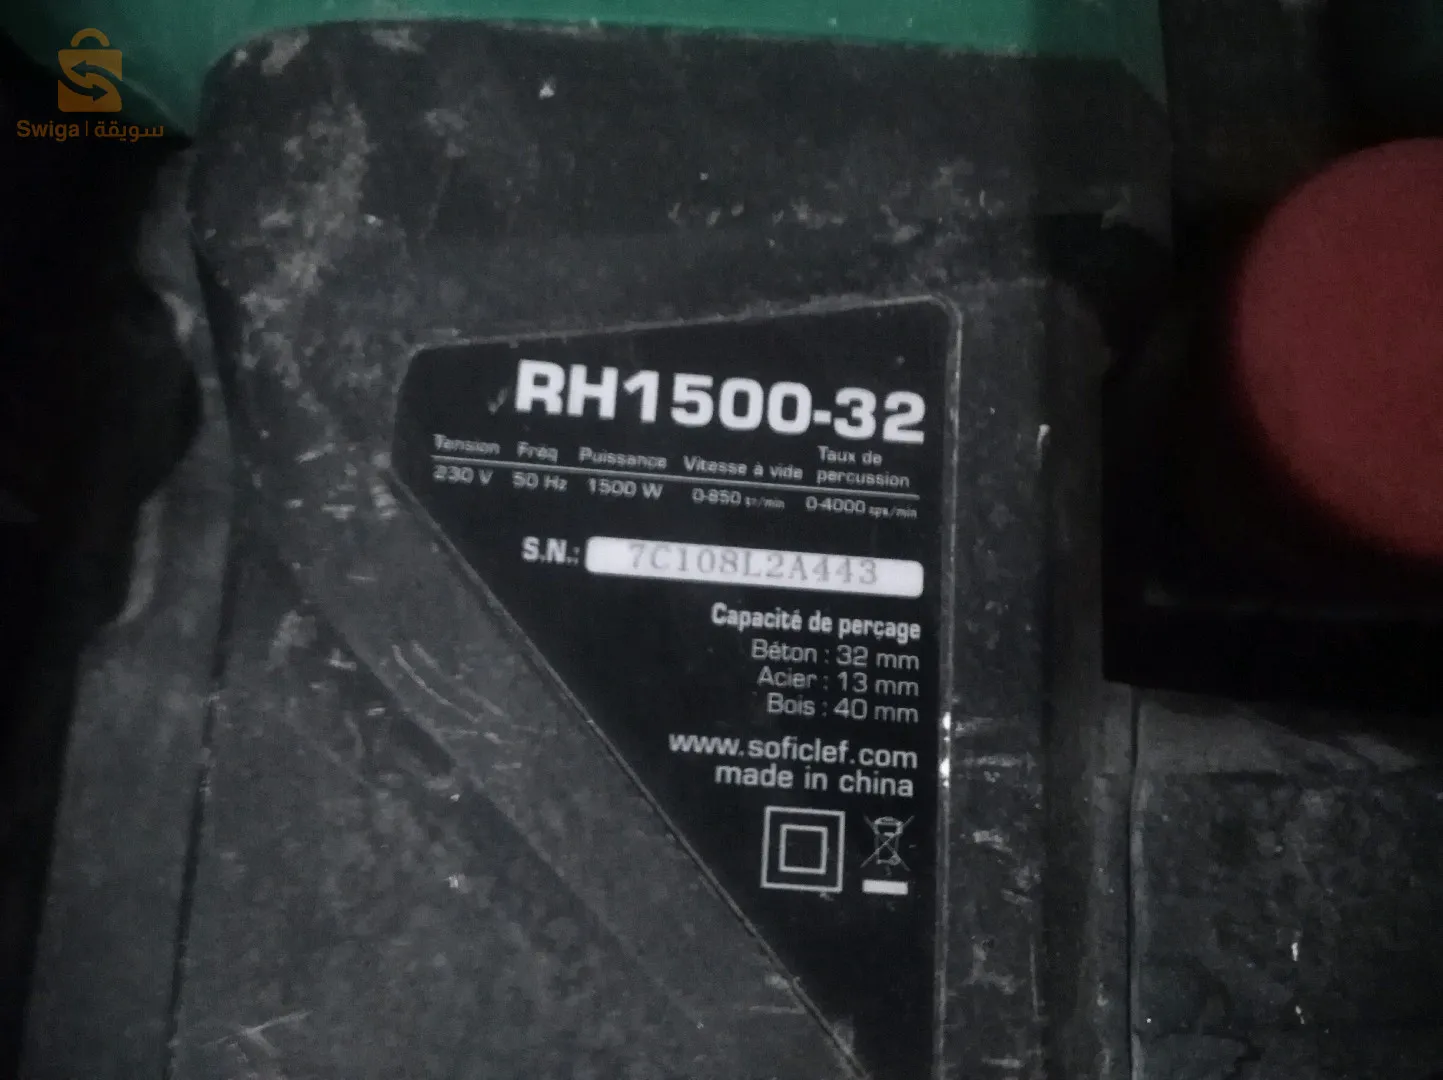 Swiga | سويقة
RH1500-32
Tension Fréq Puissance Vitesse à vide Taux de percussion
230 V 50 Hz 1500 W 0-850 tr/min 0-4000 cps/min
S.N.: 7C108L2A443
Capacité de perçage
Béton : 32 mm
Acier : 13 mm
Bois : 40 mm
www.soficlef.com
made in china